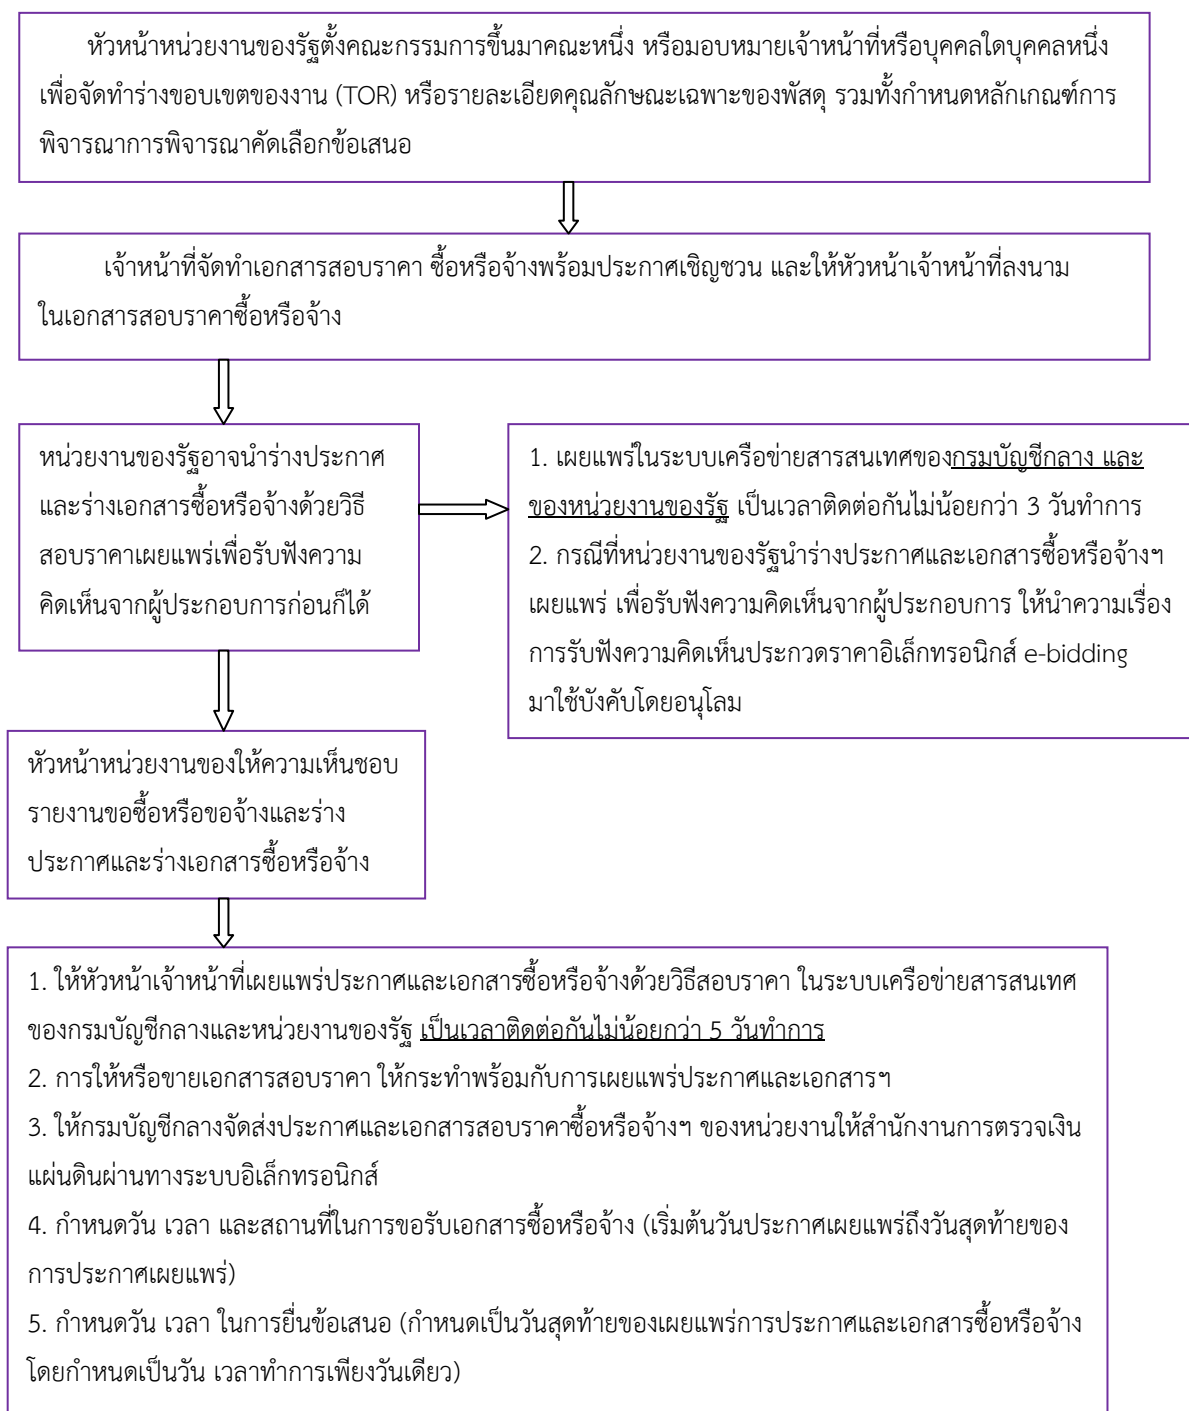 หัวหน้าหน่วยงานของรัฐตั้งคณะกรรมการขึ้นมาคณะหนึ่ง หรือมอบหมายเจ้าหน้าที่หรือบุคคลใดบุคคลหนึ่ง
เพื่อจัดทำร่างขอบเขตของงาน (TOR) หรือรายละเอียดคุณลักษณะเฉพาะของพัสดุ รวมทั้งกำหนดหลักเกณฑ์การ
พิจารณาการพิจารณาคัดเลือกข้อเสนอ
เจ้าหน้าที่จัดทำเอกสารสอบราคา ซื้อหรือจ้างพร้อมประกาศเชิญชวน และให้หัวหน้าเจ้าหน้าที่ลงนาม
ในเอกสารสอบราคาซื้อหรือจ้าง
หน่วยงานของรัฐอาจนำร่างประกาศ
และร่างเอกสารซื้อหรือจ้างด้วยวิธี
สอบราคาเผยแพร่เพื่อรับฟังความ
คิดเห็นจากผู้ประกอบการก่อนก็ได้
1. เผยแพร่ในระบบเครือข่ายสารสนเทศของกรมบัญชีกลาง และ
ของหน่วยงานของรัฐ เป็นเวลาติดต่อกันไม่น้อยกว่า 3 วันทำการ
2. กรณีที่หน่วยงานของรัฐนำร่างประกาศและเอกสารซื้อหรือจ้างฯ
เผยแพร่ เพื่อรับฟังความคิดเห็นจากผู้ประกอบการ ให้นำความเรื่อง
การรับฟังความคิดเห็นประกวดราคาอิเล็กทรอนิกส์ e-bidding
มาใช้บังคับโดยอนุโลม
หัวหน้าหน่วยงานของให้ความเห็นชอบ
รายงานขอซื้อหรือขอจ้างและร่าง
ประกาศและร่างเอกสารซื้อหรือจ้าง
1. ให้หัวหน้าเจ้าหน้าที่เผยแพร่ประกาศและเอกสารซื้อหรือจ้างด้วยวิธีสอบราคา ในระบบเครือข่ายสารสนเทศ
ของกรมบัญชีกลางและหน่วยงานของรัฐ เป็นเวลาติดต่อกันไม่น้อยกว่า 5 วันทำการ
2. การให้หรือขายเอกสารสอบราคา ให้กระทำพร้อมกับการเผยแพร่ประกาศและเอกสารฯ
3. ให้กรมบัญชีกลางจัดส่งประกาศและเอกสารสอบราคาซื้อหรือจ้างฯ ของหน่วยงานให้สำนักงานการตรวจเงิน
แผ่นดินผ่านทางระบบอิเล็กทรอนิกส์
4. กำหนดวัน เวลา และสถานที่ในการขอรับเอกสารซื้อหรือจ้าง (เริ่มต้นวันประกาศเผยแพร่ถึงวันสุดท้ายของ
การประกาศเผยแพร่)
5. กำหนดวัน เวลา ในการยื่นข้อเสนอ (กำหนดเป็นวันสุดท้ายของเผยแพร่การประกาศและเอกสารซื้อหรือจ้าง
โดยกำหนดเป็นวัน เวลาทำการเพียงวันเดียว)